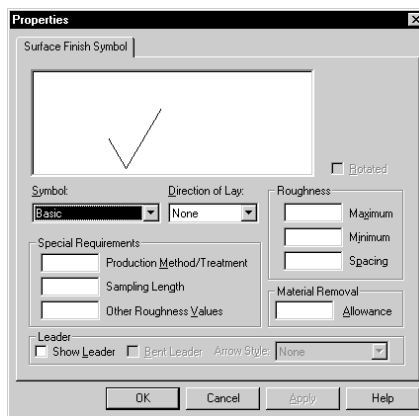 Properties
Surface Finish Symbol
Rotated
Symbol:
Direction of Lay:
Roughness
Basic
None
Maximum
Minimum
Spacing
Special Requirements
Production Method/Treatment
Sampling Length
Other Roughness Values
Material Removal
Allowance
Leader
Show Leader
Bent Leader
Arrow Style:
None
OK
Cancel
Apply
Help